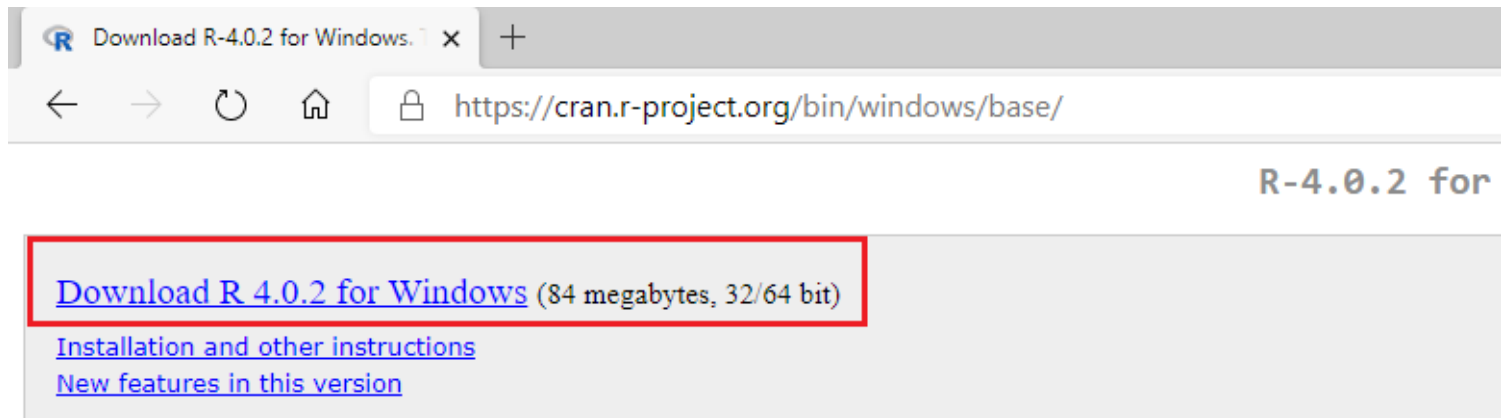 Download R-4.0.2 for Windows. T
https://cran.r-project.org/bin/windows/base/
R-4.0.2 for
Download R 4.0.2 for Windows (84 megabytes, 32/64 bit)
Installation and other instructions
New features in this version